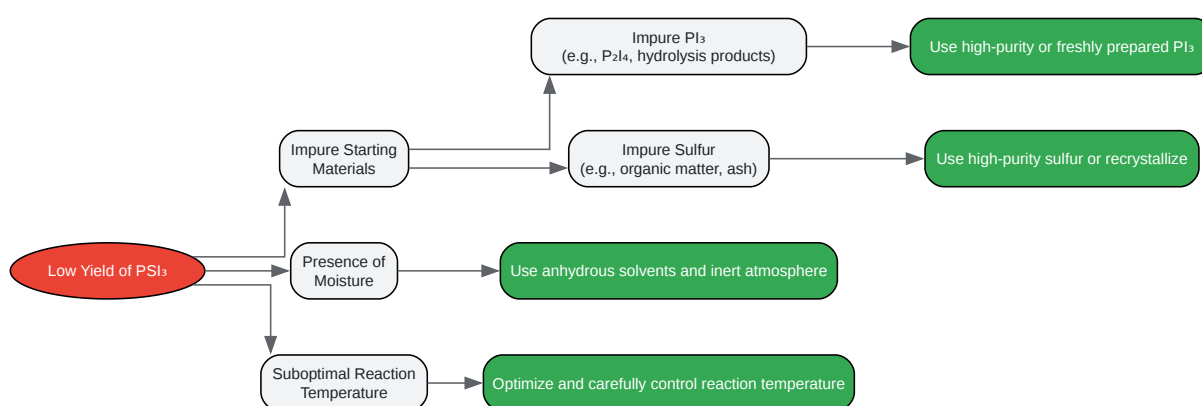 Impure PI₃
(e.g., P₂I₄, hydrolysis products)
Use high-purity or freshly prepared PI₃
Impure Starting
Materials
Impure Sulfur
(e.g., organic matter, ash)
Use high-purity sulfur or recrystallize
Low Yield of PSI₃
Presence of
Moisture
Use anhydrous solvents and inert atmosphere
Suboptimal Reaction
Temperature
Optimize and carefully control reaction temperature